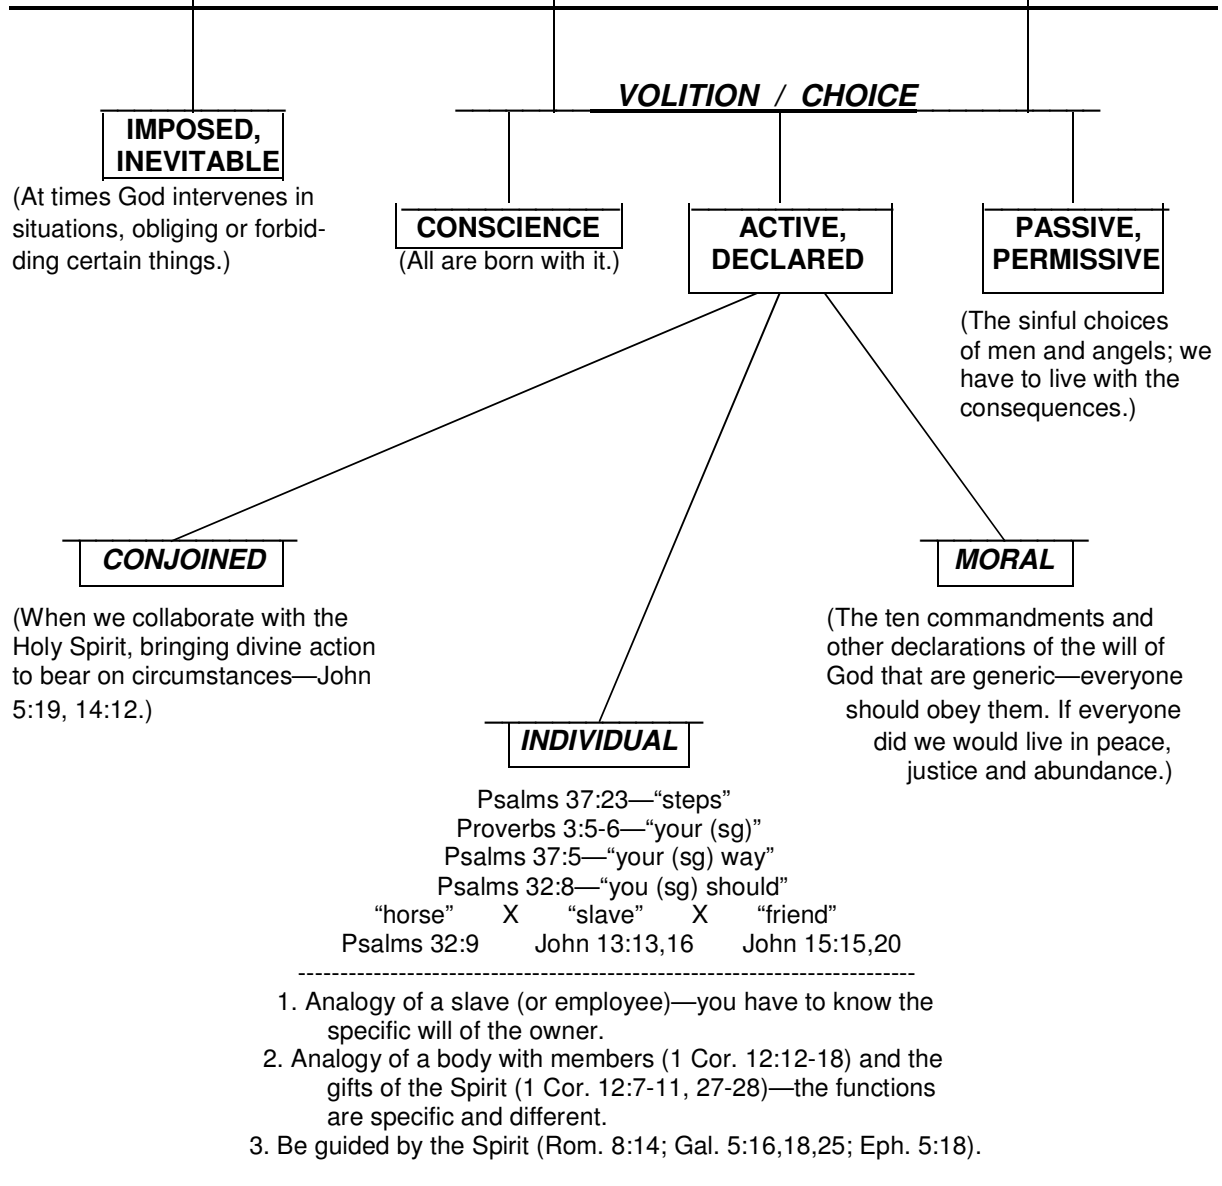 VOLITION / CHOICE
IMPOSED,
INEVITABLE
(At times God intervenes in
situations, obliging or forbid-
ding certain things.)
CONSCIENCE
(All are born with it.)
ACTIVE,
DECLARED
PASSIVE,
PERMISSIVE
(The sinful choices
of men and angels; we
have to live with the
consequences.)
CONJOINED
(When we collaborate with the
Holy Spirit, bringing divine action
to bear on circumstances—John
5:19, 14:12.)
MORAL
(The ten commandments and
other declarations of the will of
God that are generic—everyone
should obey them. If everyone
did we would live in peace,
justice and abundance.)
INDIVIDUAL
Psalms 37:23—“steps”
Proverbs 3:5-6—“your (sg)”
Psalms 37:5—“your (sg) way”
Psalms 32:8—“you (sg) should”
“horse” X “slave” X “friend”
Psalms 32:9 John 13:13,16 John 15:15,20
--------------------------------------------------------------------------
1. Analogy of a slave (or employee)—you have to know the
specific will of the owner.
2. Analogy of a body with members (1 Cor. 12:12-18) and the
gifts of the Spirit (1 Cor. 12:7-11, 27-28)—the functions
are specific and different.
3. Be guided by the Spirit (Rom. 8:14; Gal. 5:16,18,25; Eph. 5:18).